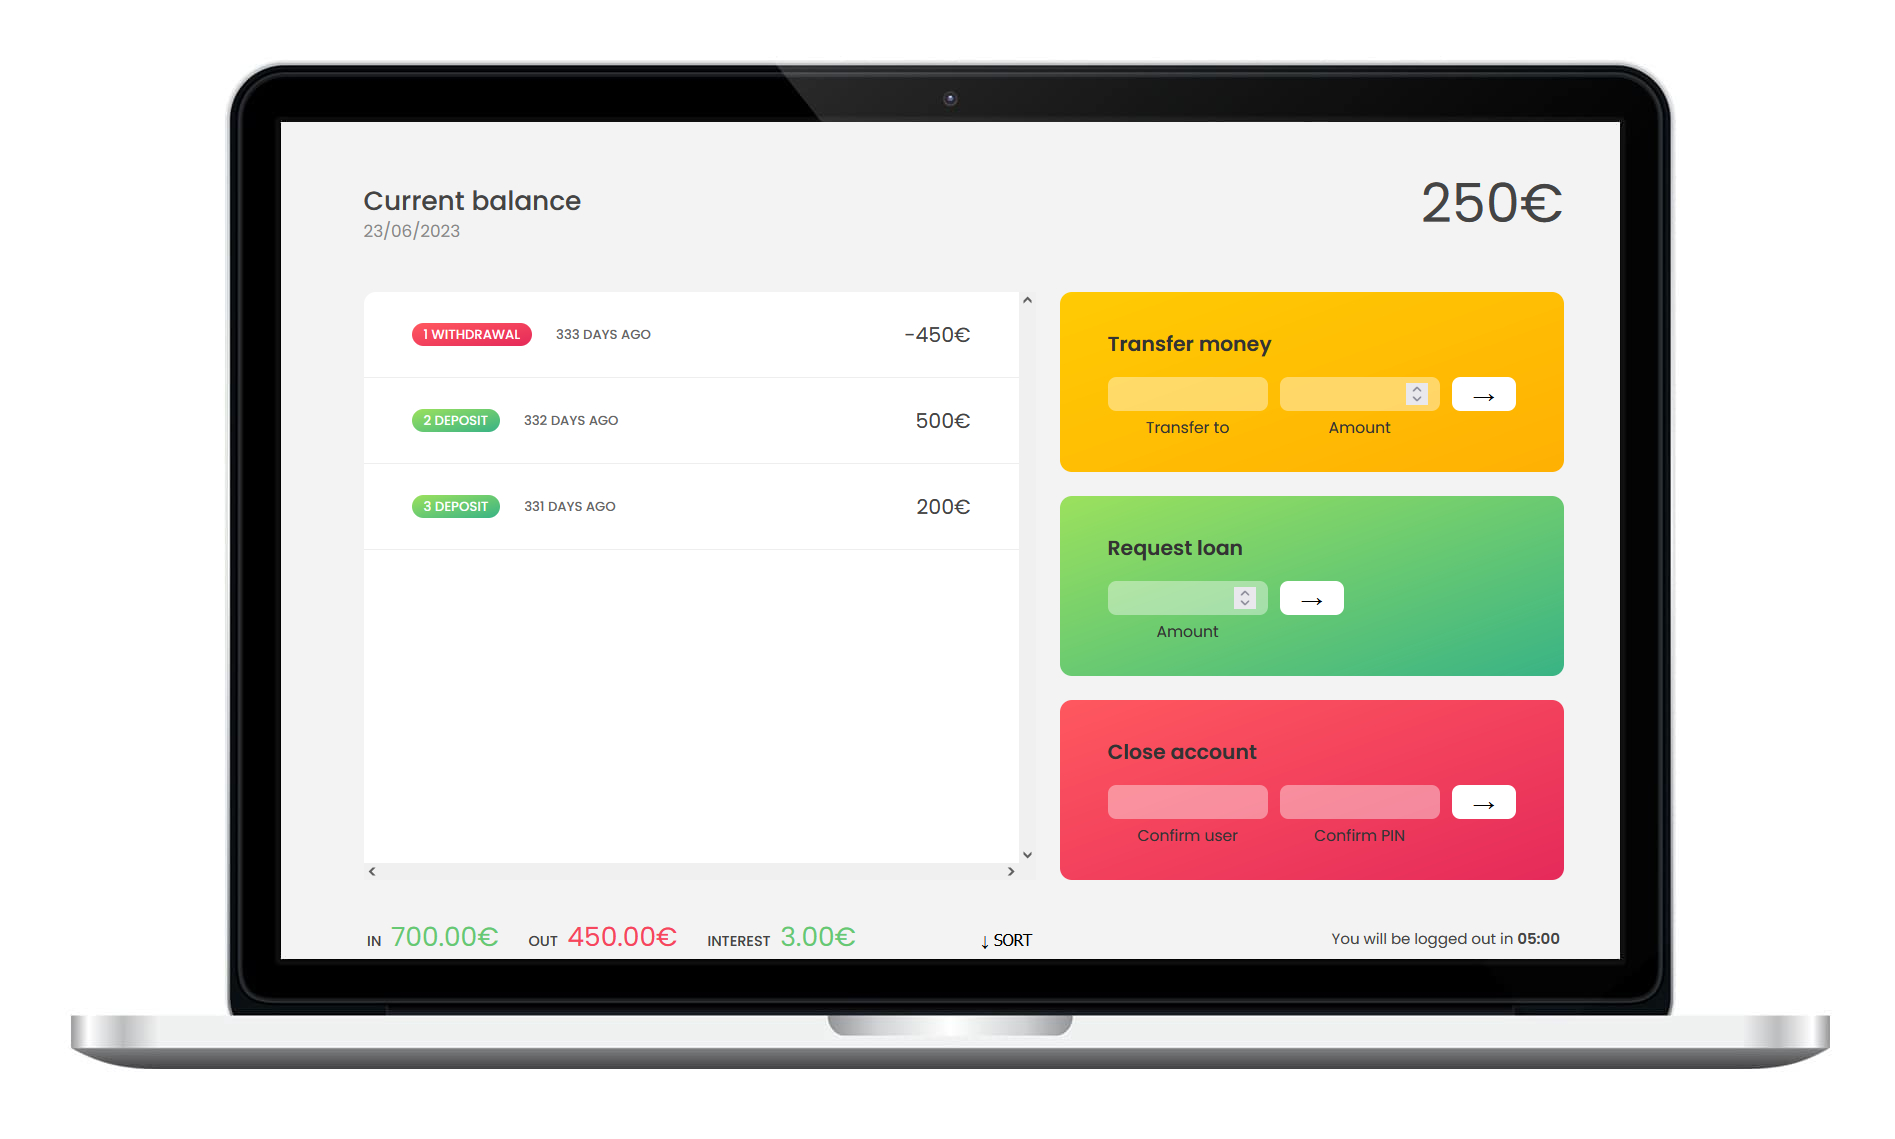 Current balance
250€
23/06/2023
1 WITHDRAWAL 333 DAYS AGO -450€
2 DEPOSIT 332 DAYS AGO 500€
3 DEPOSIT 331 DAYS AGO 200€
Transfer money
→
Transfer to Amount
Request loan
→
Amount
Close account
→
Confirm user Confirm PIN
IN 700.00€ OUT 450.00€ INTEREST 3.00€ ↓ SORT
You will be logged out in 05:00